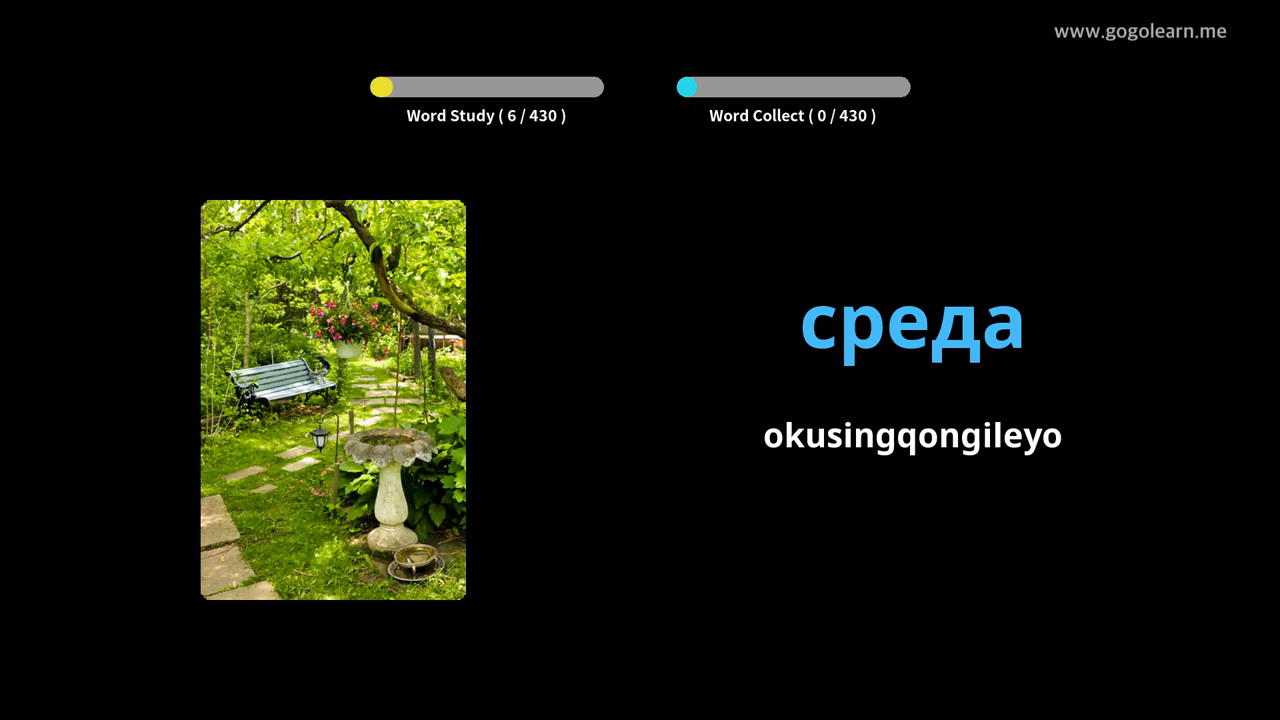 www.gogolearn.me
Word Study ( 6 / 430 )
Word Collect ( 0 / 430 )
среда
okusingqongileyo